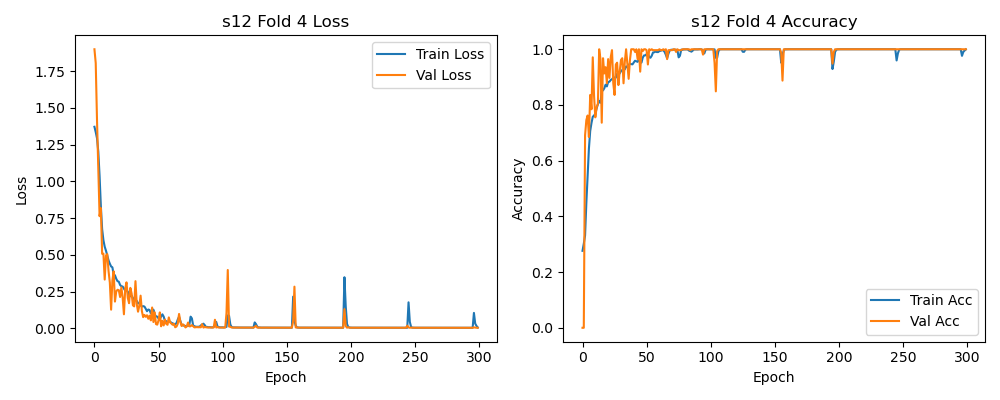 s12 Fold 4 Loss
Train Loss
Val Loss
1.75
1.50
1.25
1.00
0.75
0.50
0.25
0.00
Loss
0 50 100 150 200 250 300
Epoch
s12 Fold 4 Accuracy
1.0
0.8
0.6
0.4
0.2
0.0
Accuracy
Train Acc
Val Acc
0 50 100 150 200 250 300
Epoch